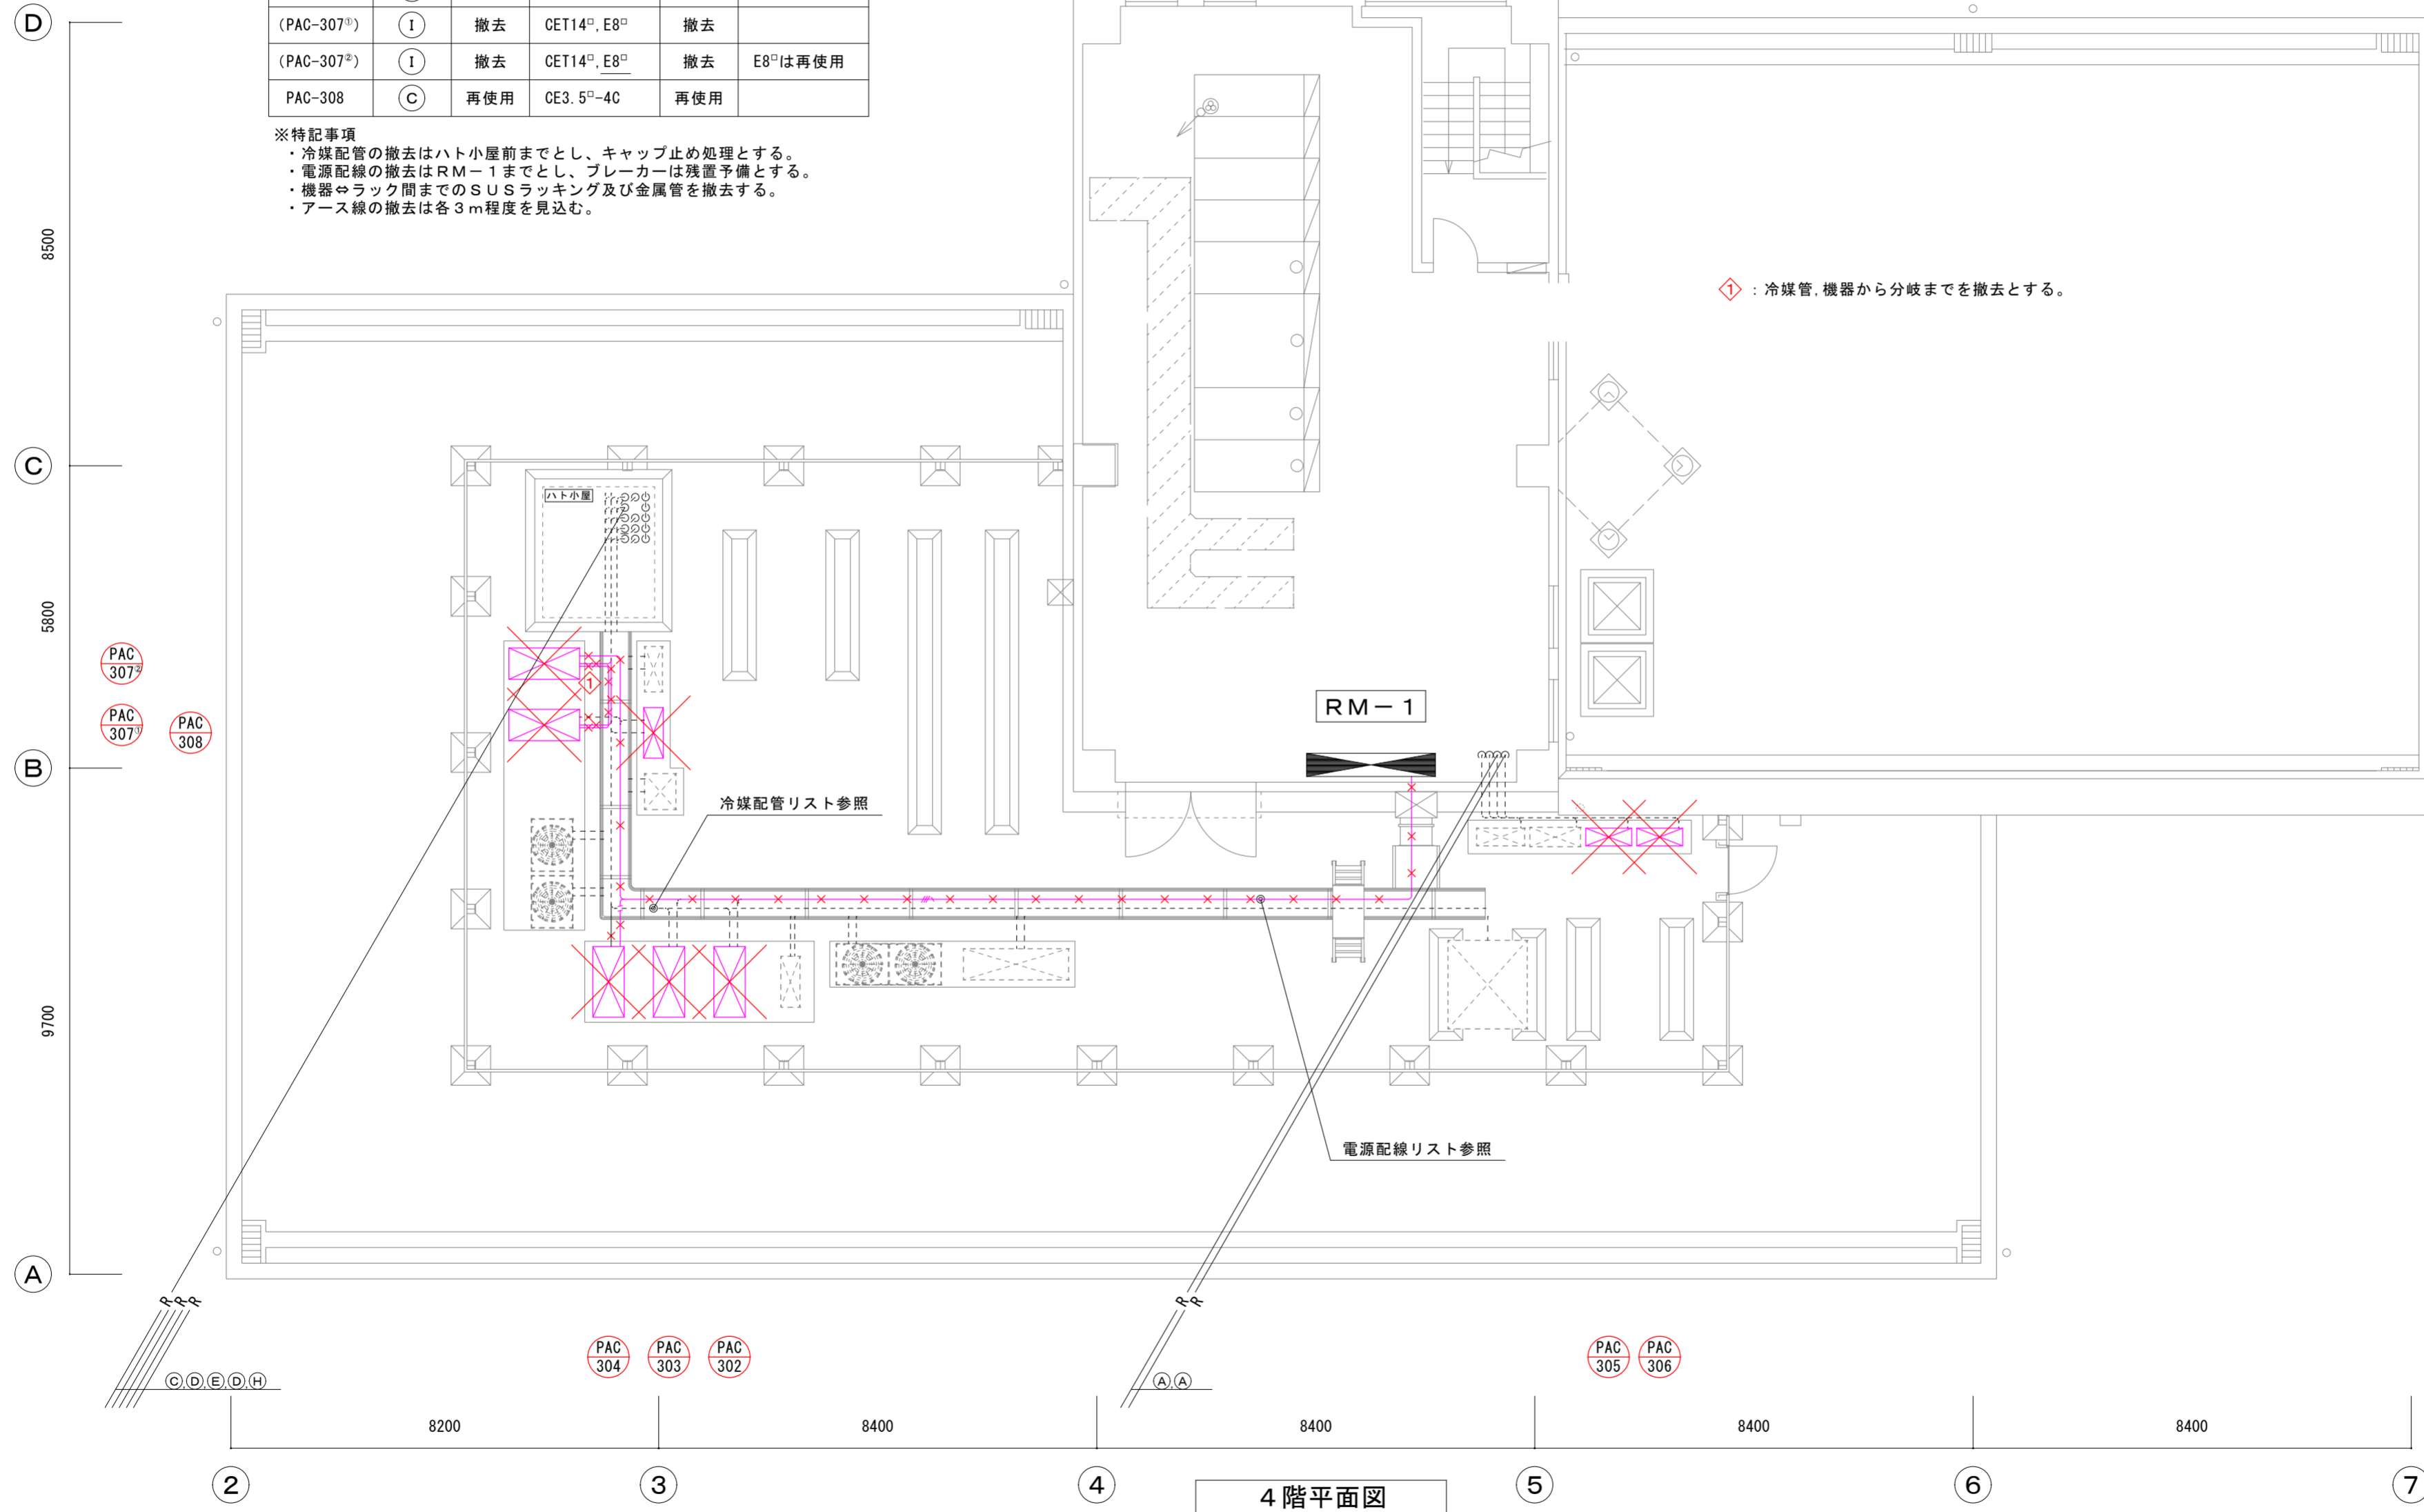 D
(PAC-307①) I 撤去 CET14□, E8□ 撤去
(PAC-307②) I 撤去 CET14□, E8□ 撤去 E8□は再使用
PAC-308 C 再使用 CE3.5□-4C 再使用
※特記事項
・冷媒配管の撤去はハト小屋前までとし、キャップ止め処理とする。
・電源配線の撤去はRM－1までとし、ブレーカーは残置予備とする。
・機器⇔ラック間までのSUSラッキング及び金属管を撤去する。
・アース線の撤去は各3m程度を見込む。
8500
1 : 冷媒管, 機器から分岐までを撤去とする。
C
ハト小屋
5800
PAC
307②
1
PAC
307①
PAC
308
RM－1
B
冷媒配管リスト参照
9700
電源配線リスト参照
A
R R R
R R
PAC
304
PAC
303
PAC
302
PAC
305
PAC
306
Ⓒ,Ⓓ,Ⓔ,Ⓓ,Ⓗ
Ⓐ,Ⓐ
8200 8400 8400 8400 8400
2 3 4 5 6 7
4階平面図